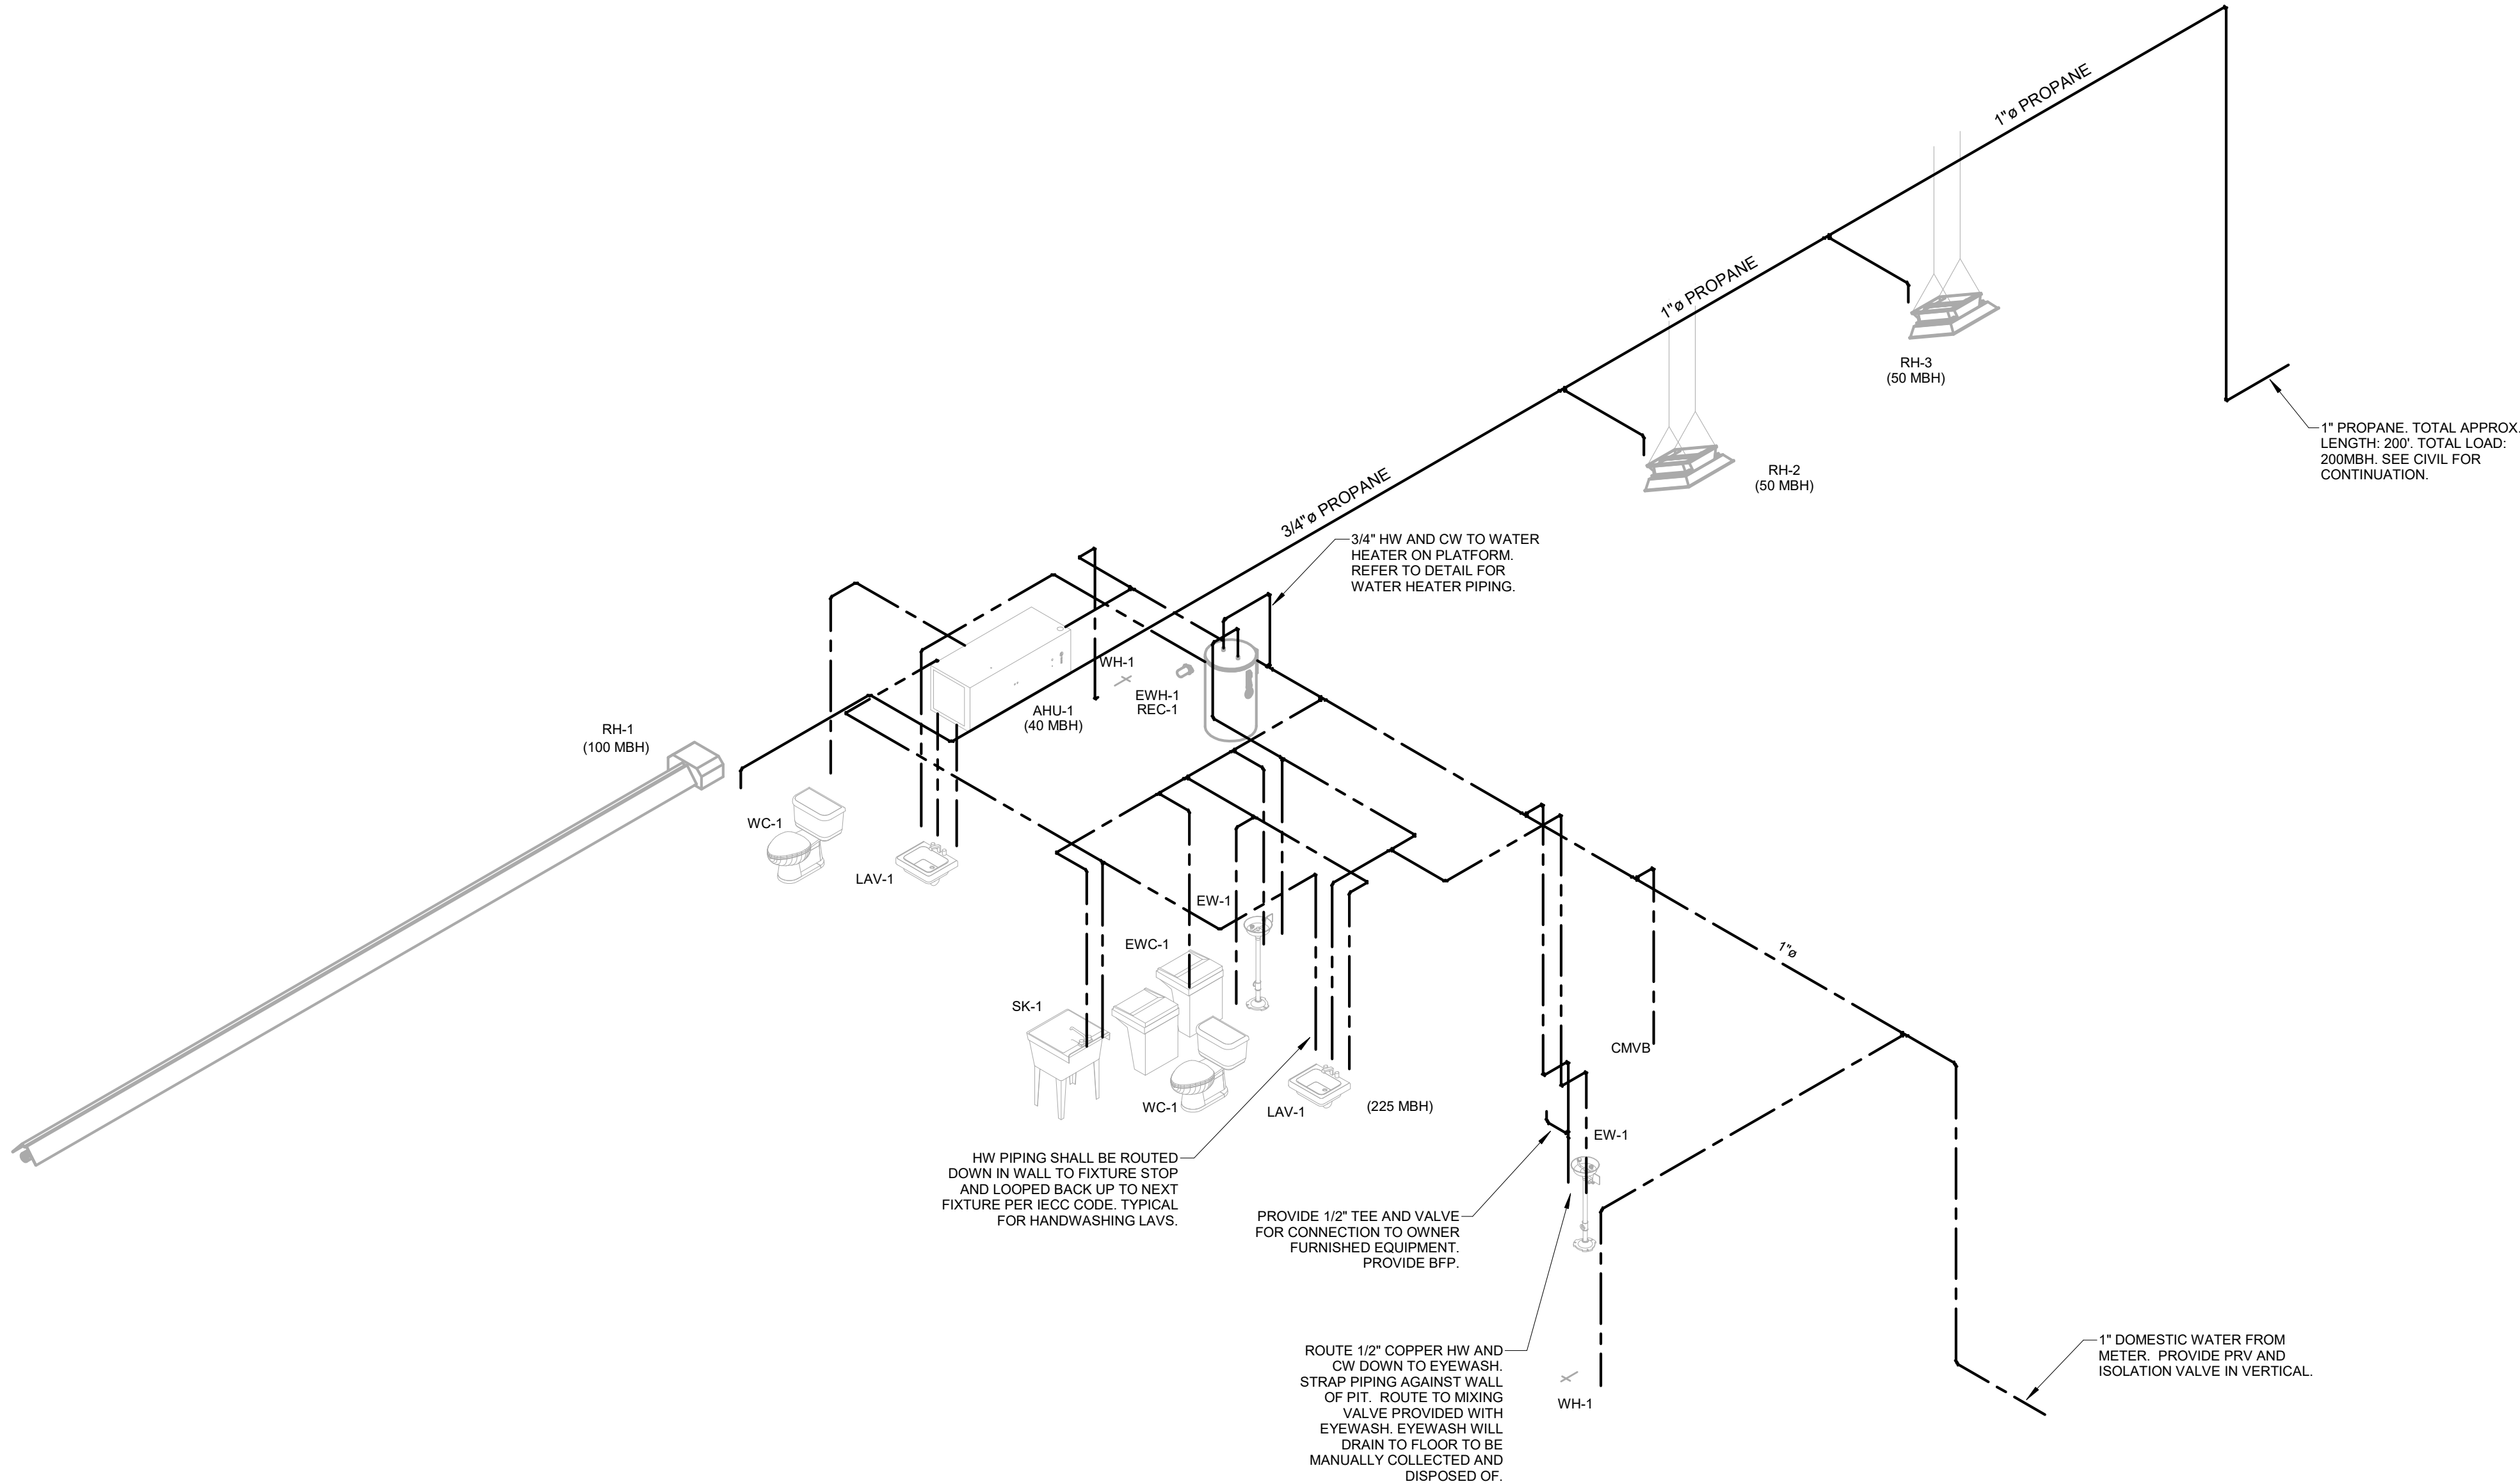 1"ø PROPANE
1"ø PROPANE
RH-3
(50 MBH)
1" PROPANE. TOTAL APPROX.
LENGTH: 200'. TOTAL LOAD:
200MBH. SEE CIVIL FOR
CONTINUATION.
RH-2
(50 MBH)
3/4"ø PROPANE
3/4" HW AND CW TO WATER
HEATER ON PLATFORM.
REFER TO DETAIL FOR
WATER HEATER PIPING.
WH-1
EWH-1
REC-1
AHU-1
(40 MBH)
RH-1
(100 MBH)
WC-1
LAV-1
EW-1
EWC-1
1"ø
SK-1
CMVB
WC-1
LAV-1
(225 MBH)
EW-1
HW PIPING SHALL BE ROUTED
DOWN IN WALL TO FIXTURE STOP
AND LOOPED BACK UP TO NEXT
FIXTURE PER IECC CODE. TYPICAL
FOR HANDWASHING LAVS.
PROVIDE 1/2" TEE AND VALVE
FOR CONNECTION TO OWNER
FURNISHED EQUIPMENT.
PROVIDE BFP.
ROUTE 1/2" COPPER HW AND
CW DOWN TO EYEWASH.
STRAP PIPING AGAINST WALL
OF PIT. ROUTE TO MIXING
VALVE PROVIDED WITH
EYEWASH. EYEWASH WILL
DRAIN TO FLOOR TO BE
MANUALLY COLLECTED AND
DISPOSED OF.
WH-1
1" DOMESTIC WATER FROM
METER. PROVIDE PRV AND
ISOLATION VALVE IN VERTICAL.